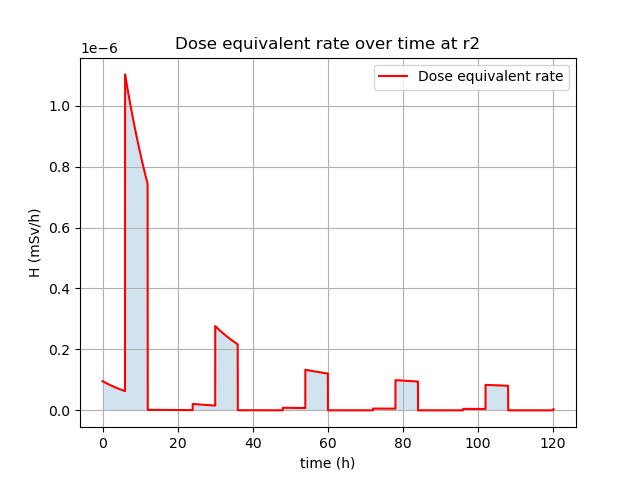 Dose equivalent rate over time at r2
1e−6
Dose equivalent rate
1.0
0.8
0.6
0.4
0.2
0.0
H (mSv/h)
0 20 40 60 80 100 120
time (h)